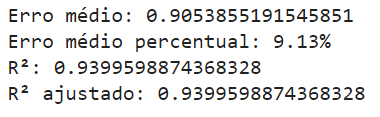 Erro médio: 0.9053855191545851
Erro médio percentual: 9.13%
R²: 0.9399598874368328
R² ajustado: 0.9399598874368328